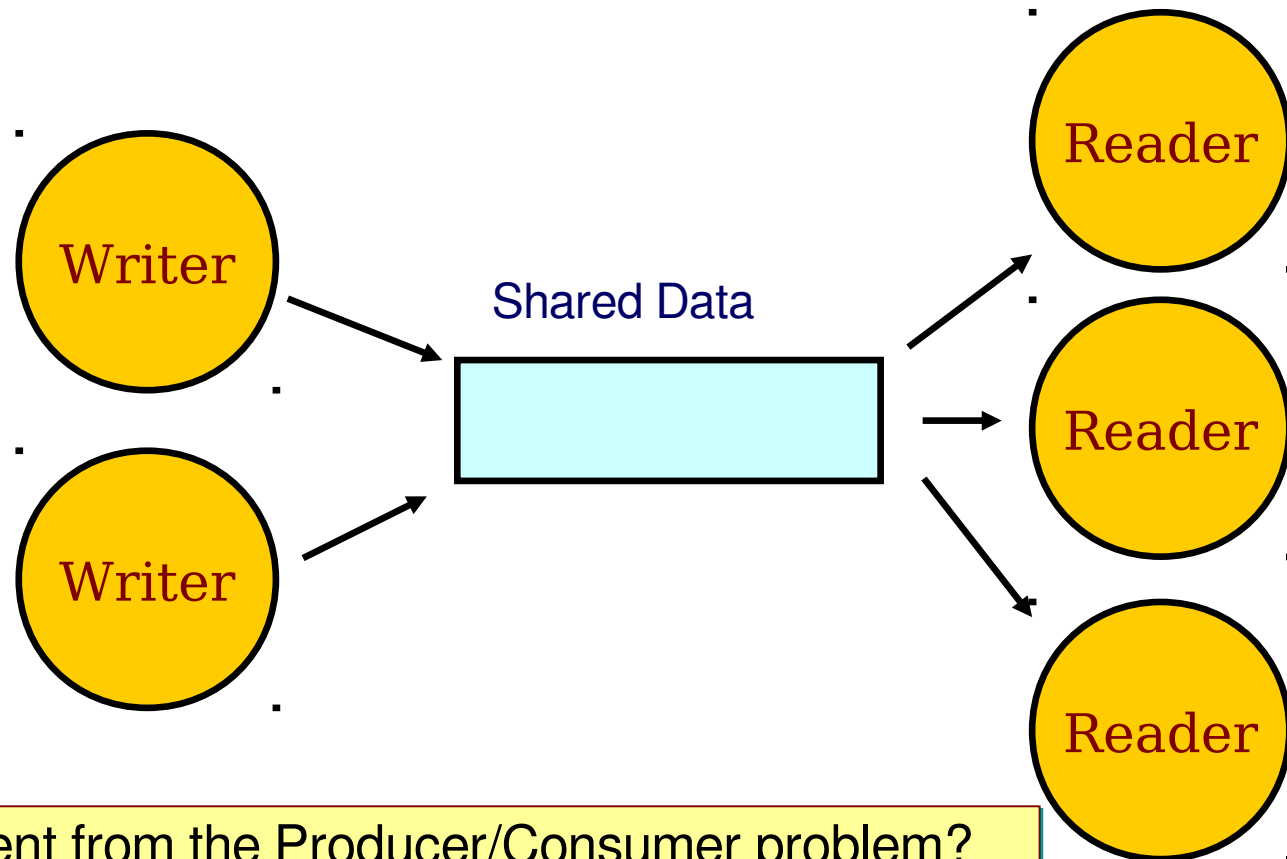 Writer
Writer
Shared Data
Reader
Reader
Reader
ent from the Producer/Consumer problem?